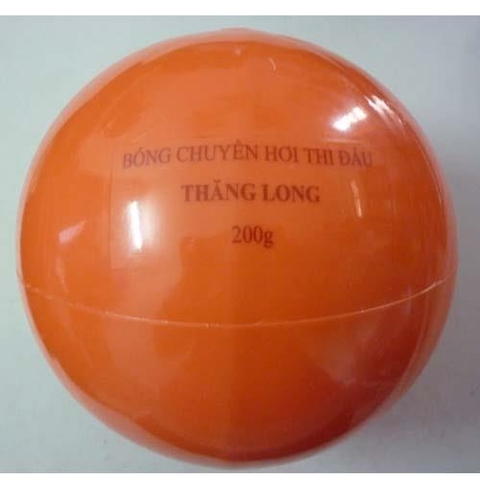 BÓNG CHUYỀN HƠI THI ĐẤU
THĂNG LONG
200g